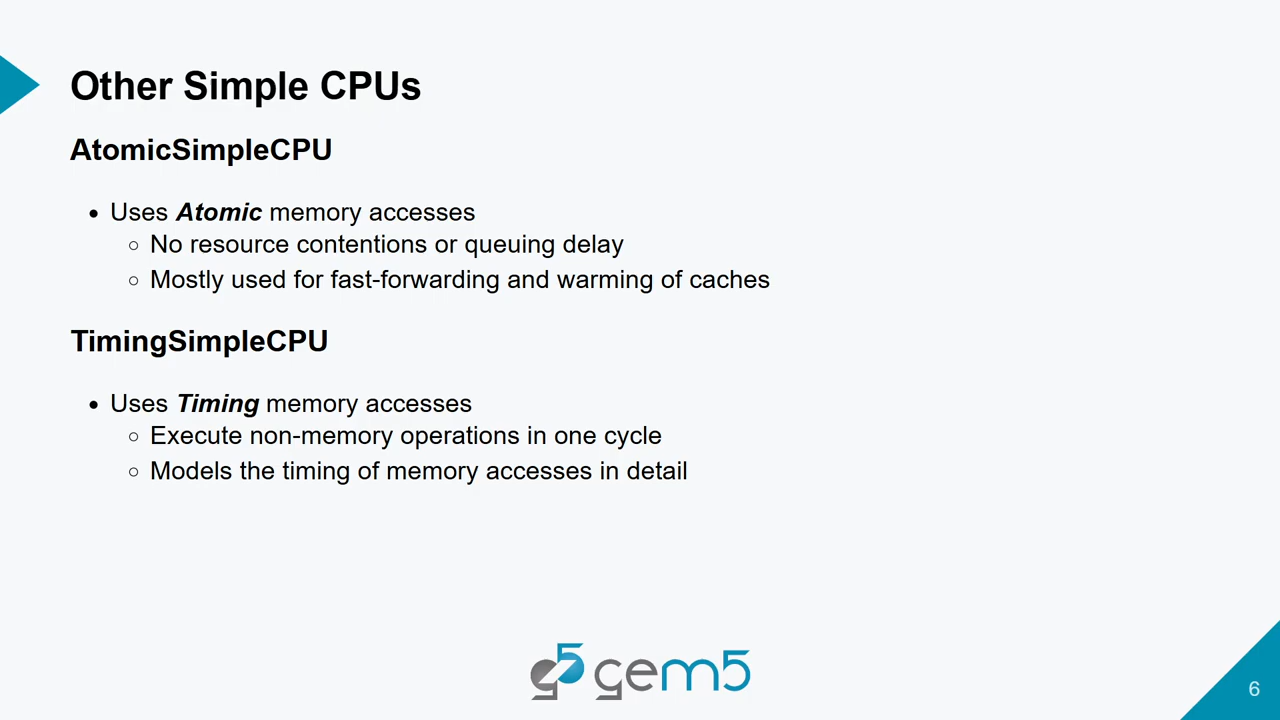 Other Simple CPUs
AtomicSimpleCPU
Uses Atomic memory accesses
No resource contentions or queuing delay
Mostly used for fast-forwarding and warming of caches
TimingSimpleCPU
Uses Timing memory accesses
Execute non-memory operations in one cycle
Models the timing of memory accesses in detail
g5 gem5
6